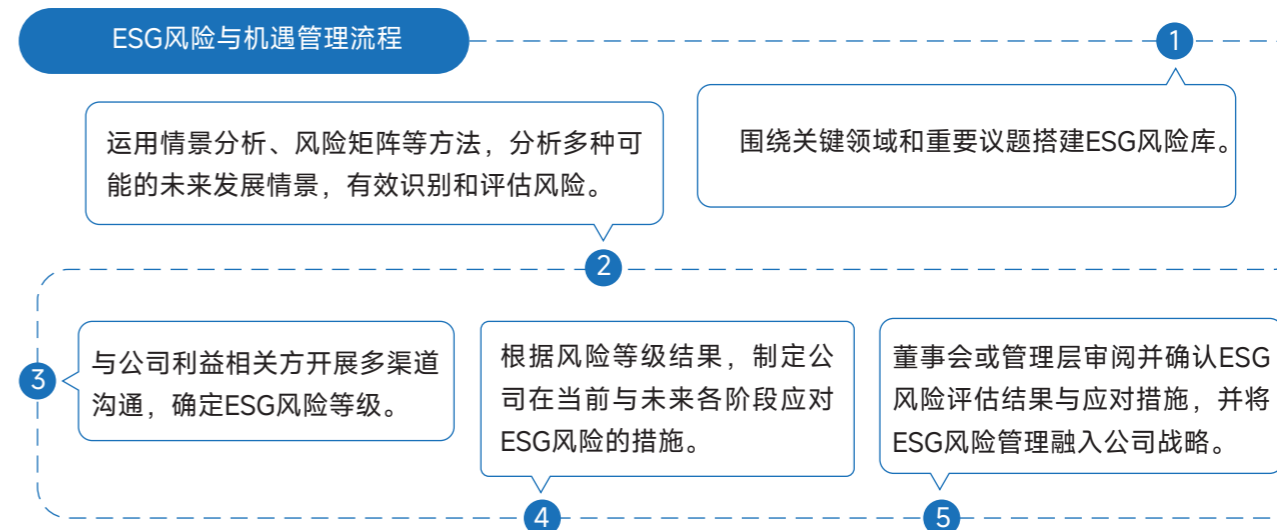 ESG风险与机遇管理流程
1
围绕关键领域和重要议题搭建ESG风险库。
运用情景分析、风险矩阵等方法，分析多种可
能的未来发展情景，有效识别和评估风险。
2
3
与公司利益相关方开展多渠道
沟通，确定ESG风险等级。
根据风险等级结果，制定公
司在当前与未来各阶段应对
ESG风险的措施。
4
董事会或管理层审阅并确认ESG
风险评估结果与应对措施，并将
ESG风险管理融入公司战略。
5